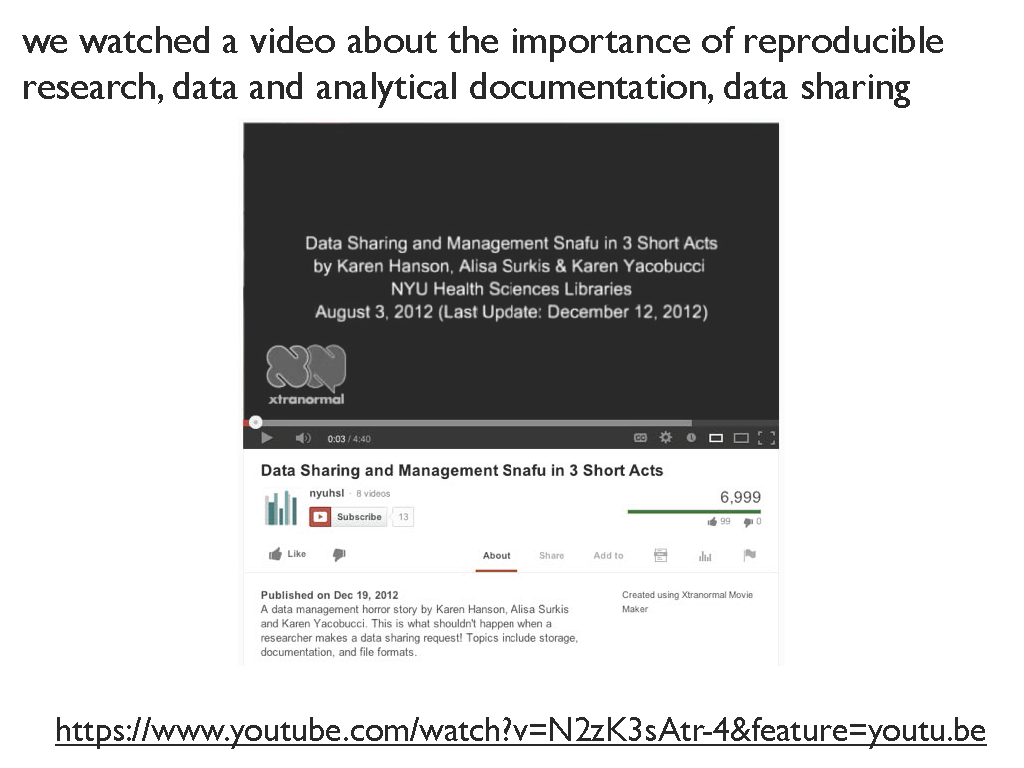 we watched a video about the importance of reproducible
research, data and analytical documentation, data sharing
Data Sharing and Management Snafu in 3 Short Acts
by Karen Hanson, Alisa Surkis & Karen Yacobucci
NYU Health Sciences Libraries
August 3, 2012 (Last Update: December 12, 2012)
xtranormal
0:03 / 4:40
CC
Data Sharing and Management Snafu in 3 Short Acts
nyuhsl · 8 videos
Subscribe 13
6,999
99 0
Like
About Share Add to
Published on Dec 19, 2012
A data management horror story by Karen Hanson, Alisa Surkis
and Karen Yacobucci. This is what shouldn't happen when a
researcher makes a data sharing request! Topics include storage,
documentation, and file formats.
Created using Xtranormal Movie
Maker
https://www.youtube.com/watch?v=N2zK3sAtr-4&feature=youtu.be